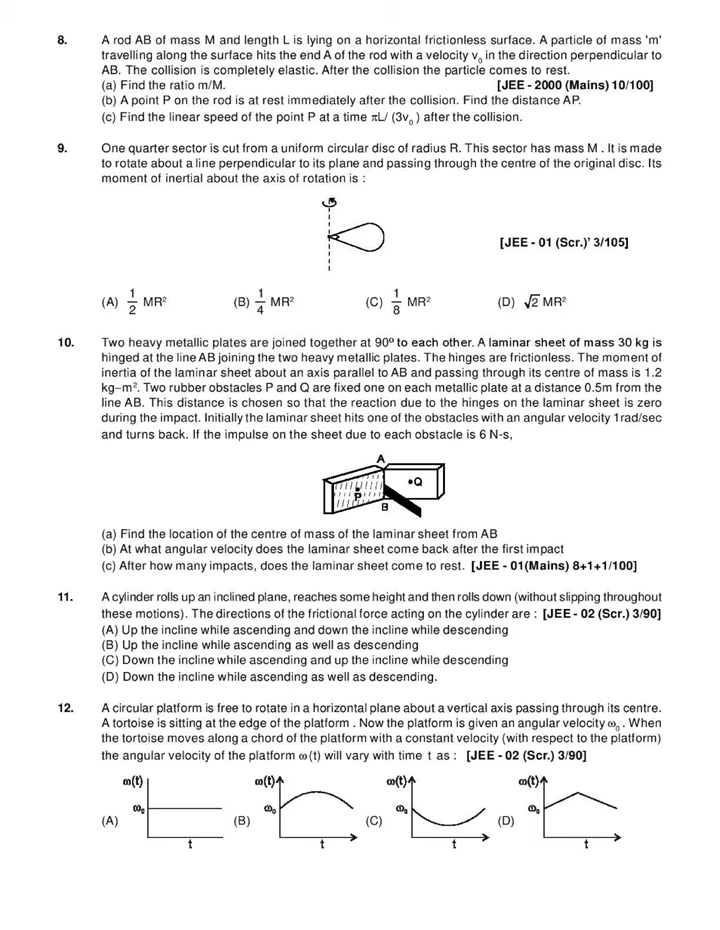 8. A rod AB of mass M and length L is lying on a horizontal frictionless surface. A particle of mass 'm'
travelling along the surface hits the end A of the rod with a velocity v₀ in the direction perpendicular to
AB. The collision is completely elastic. After the collision the particle comes to rest.
(a) Find the ratio m/M. [JEE - 2000 (Mains) 10/100]
(b) A point P on the rod is at rest immediately after the collision. Find the distance AP.
(c) Find the linear speed of the point P at a time πL/ (3v₀ ) after the collision.
9. One quarter sector is cut from a uniform circular disc of radius R. This sector has mass M . It is made
to rotate about a line perpendicular to its plane and passing through the centre of the original disc. Its
moment of inertial about the axis of rotation is :
[JEE - 01 (Scr.)' 3/105]
(A) 1/2 MR² (B) 1/4 MR² (C) 1/8 MR² (D) √2 MR²
10. Two heavy metallic plates are joined together at 90º to each other. A laminar sheet of mass 30 kg is
hinged at the line AB joining the two heavy metallic plates. The hinges are frictionless. The moment of
inertia of the laminar sheet about an axis parallel to AB and passing through its centre of mass is 1.2
kg–m². Two rubber obstacles P and Q are fixed one on each metallic plate at a distance 0.5m from the
line AB. This distance is chosen so that the reaction due to the hinges on the laminar sheet is zero
during the impact. Initially the laminar sheet hits one of the obstacles with an angular velocity 1rad/sec
and turns back. If the impulse on the sheet due to each obstacle is 6 N-s,
A
Q
P
B
(a) Find the location of the centre of mass of the laminar sheet from AB
(b) At what angular velocity does the laminar sheet come back after the first impact
(c) After how many impacts, does the laminar sheet come to rest. [JEE - 01(Mains) 8+1+1/100]
11. A cylinder rolls up an inclined plane, reaches some height and then rolls down (without slipping throughout
these motions). The directions of the frictional force acting on the cylinder are : [JEE - 02 (Scr.) 3/90]
(A) Up the incline while ascending and down the incline while descending
(B) Up the incline while ascending as well as descending
(C) Down the incline while ascending and up the incline while descending
(D) Down the incline while ascending as well as descending.
12. A circular platform is free to rotate in a horizontal plane about a vertical axis passing through its centre.
A tortoise is sitting at the edge of the platform . Now the platform is given an angular velocity ω₀ . When
the tortoise moves along a chord of the platform with a constant velocity (with respect to the platform)
the angular velocity of the platform ω(t) will vary with time t as : [JEE - 02 (Scr.) 3/90]
ω(t) ω(t) ω(t) ω(t)
ω₀ ω₀ ω₀ ω₀
(A) (B) (C) (D)
t t t t